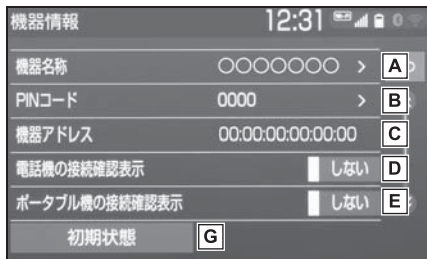 機器情報 12:31
機器名称 〇〇〇〇〇〇〇 > A
PINコード 0000 > B
機器アドレス 00:00:00:00:00:00 C
電話機の接続確認表示 しない D
ポータブル機の接続確認表示 しない E
初期状態 G